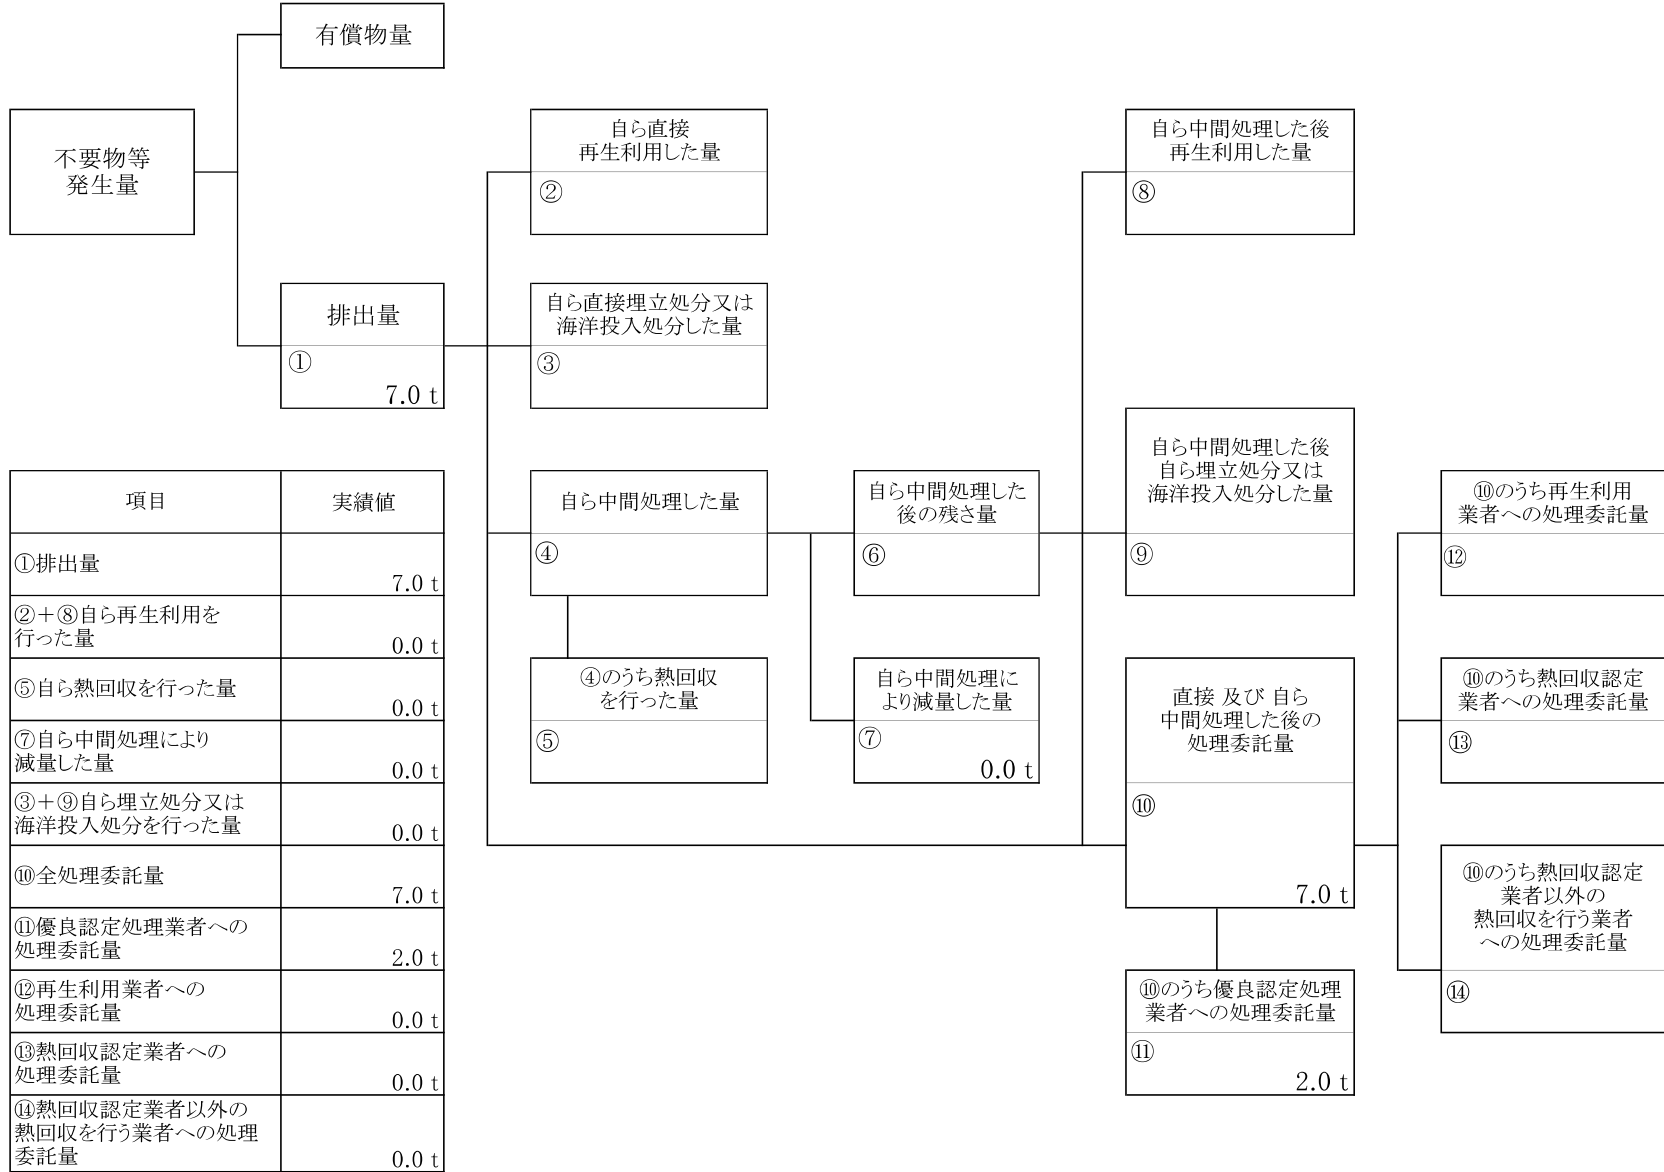 有償物量
不要物等
発生量
自ら直接
再生利用した量
②
自ら中間処理した後
再生利用した量
⑧
排出量
①
7.0 t
自ら直接埋立処分又は
海洋投入処分した量
③
自ら中間処理した量
④
自ら中間処理した
後の残さ量
⑥
自ら中間処理した後
自ら埋立処分又は
海洋投入処分した量
⑨
⑩のうち再生利用
業者への処理委託量
⑫
④のうち熱回収
を行った量
⑤
自ら中間処理に
より減量した量
⑦
0.0 t
直接 及び 自ら
中間処理した後の
処理委託量
⑩
7.0 t
⑩のうち熱回収認定
業者への処理委託量
⑬
⑩のうち熱回収認定
業者以外の
熱回収を行う業者
への処理委託量
⑭
⑩のうち優良認定処理
業者への処理委託量
⑪
2.0 t
項目 実績値
①排出量
7.0 t
②＋⑧自ら再生利用を
行った量
0.0 t
⑤自ら熱回収を行った量
0.0 t
⑦自ら中間処理により
減量した量
0.0 t
③＋⑨自ら埋立処分又は
海洋投入処分を行った量
0.0 t
⑩全処理委託量
7.0 t
⑪優良認定処理業者への
処理委託量
2.0 t
⑫再生利用業者への
処理委託量
0.0 t
⑬熱回収認定業者への
処理委託量
0.0 t
⑭熱回収認定業者以外の
熱回収を行う業者への処理
委託量
0.0 t